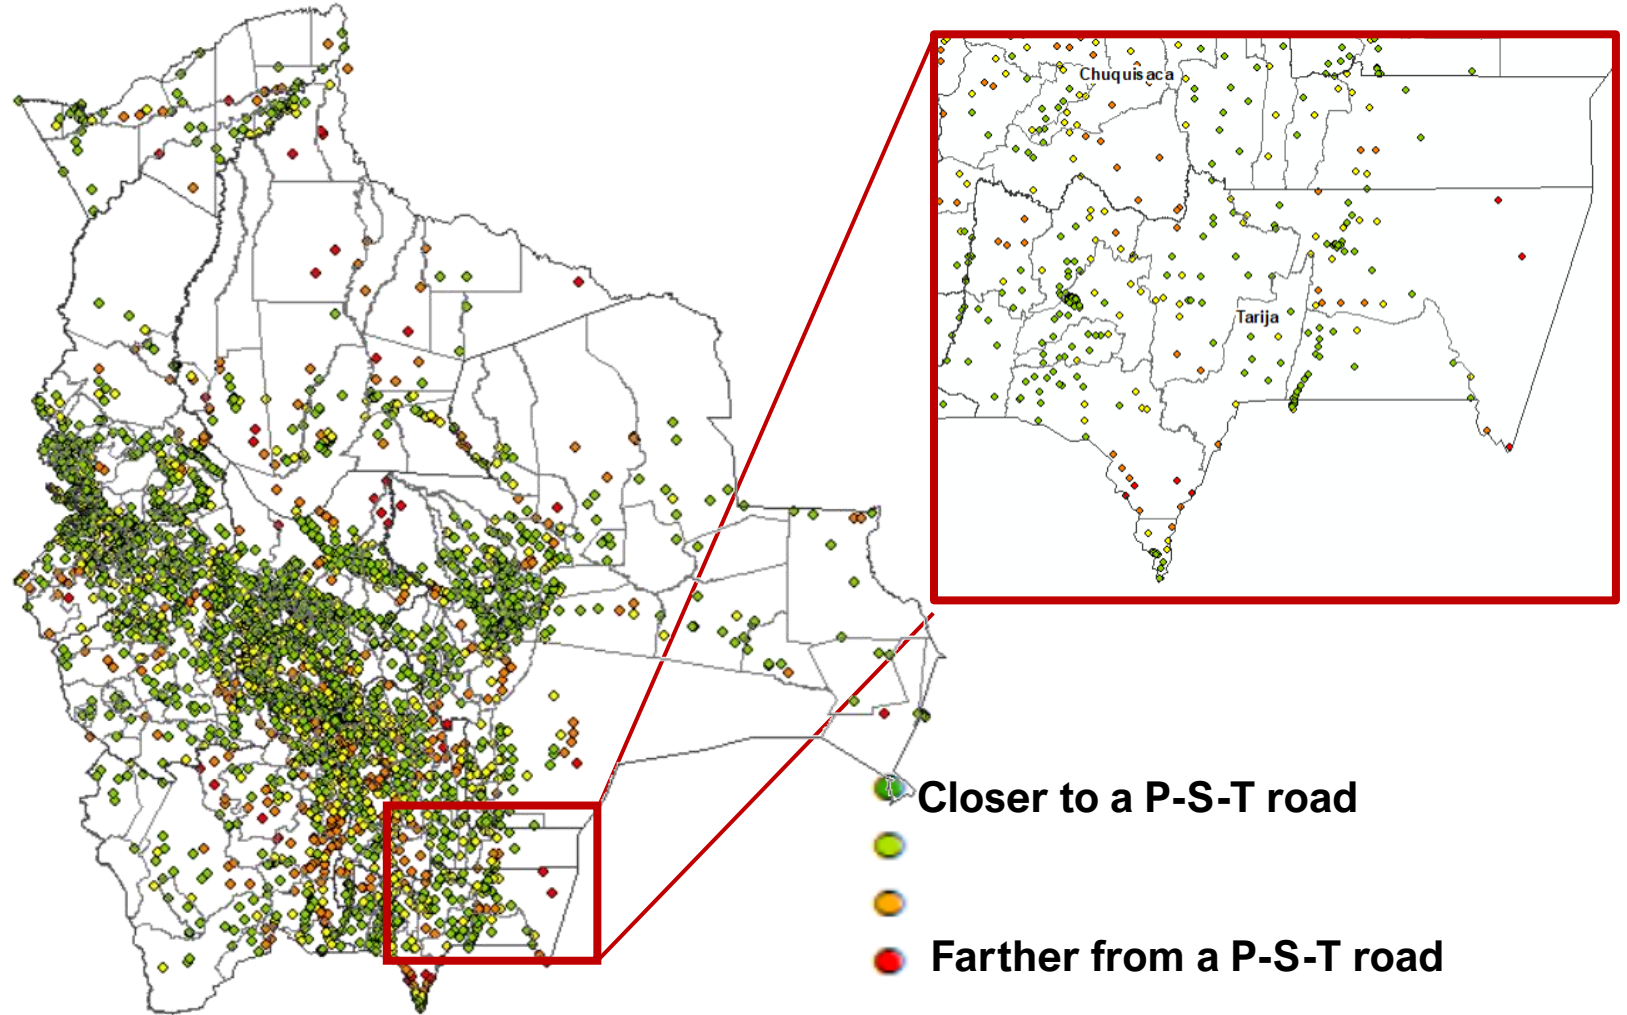 Chuquisaca
Tarija
Closer to a P-S-T road
Farther from a P-S-T road